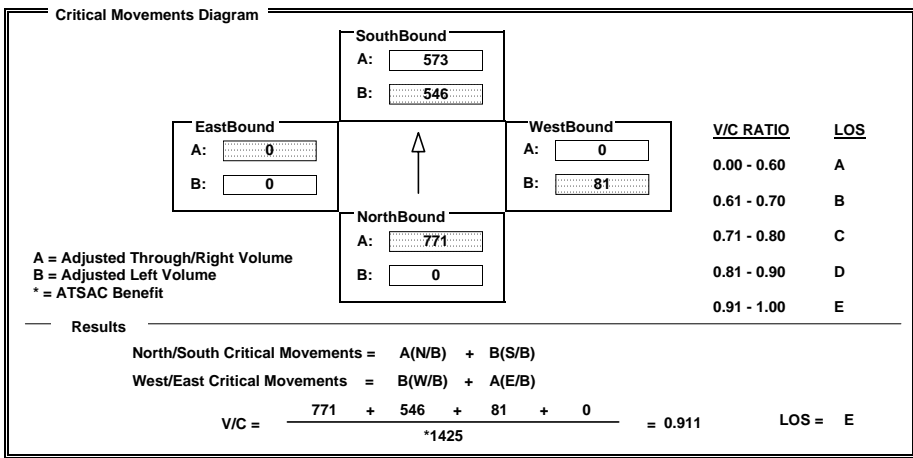 Critical Movements Diagram
SouthBound
A: 573
B: 546
EastBound
A: 0
B: 0
WestBound
A: 0
B: 81
NorthBound
A: 771
B: 0
V/C RATIO LOS
0.00 - 0.60 A
0.61 - 0.70 B
0.71 - 0.80 C
0.81 - 0.90 D
0.91 - 1.00 E
A = Adjusted Through/Right Volume
B = Adjusted Left Volume
* = ATSAC Benefit
Results
North/South Critical Movements = A(N/B) + B(S/B)
West/East Critical Movements = B(W/B) + A(E/B)
V/C = 771 + 546 + 81 + 0 = 0.911 LOS = E
*1425